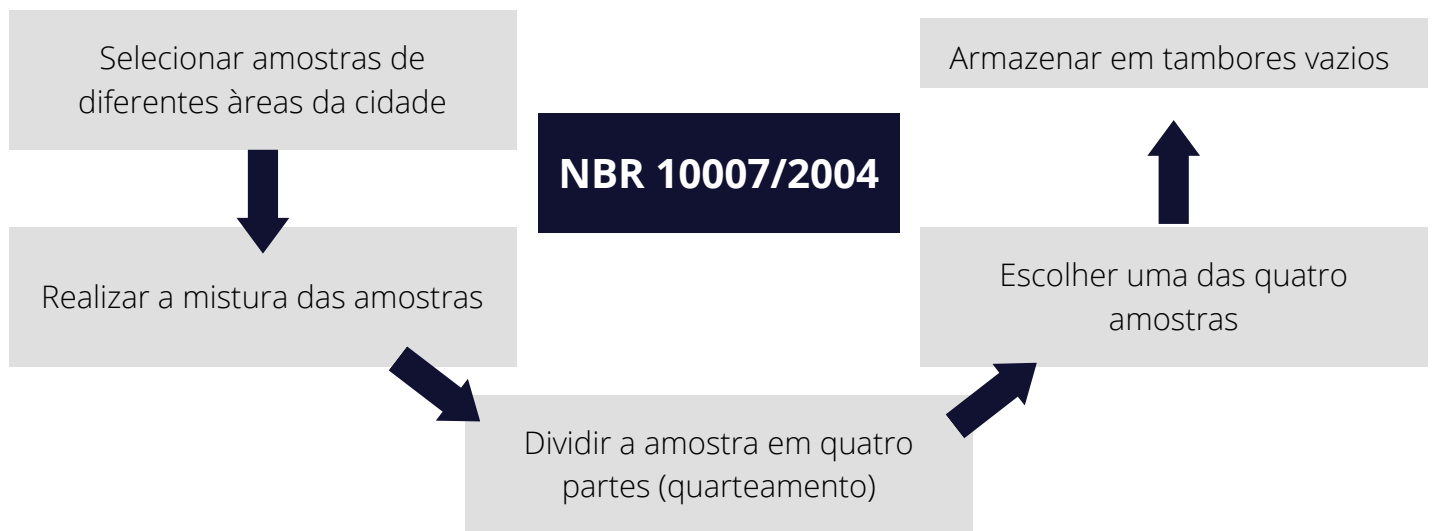 Selecionar amostras de
diferentes àreas da cidade
Realizar a mistura das amostras
Dividir a amostra em quatro
partes (quarteamento)
Escolher uma das quatro
amostras
Armazenar em tambores vazios
NBR 10007/2004